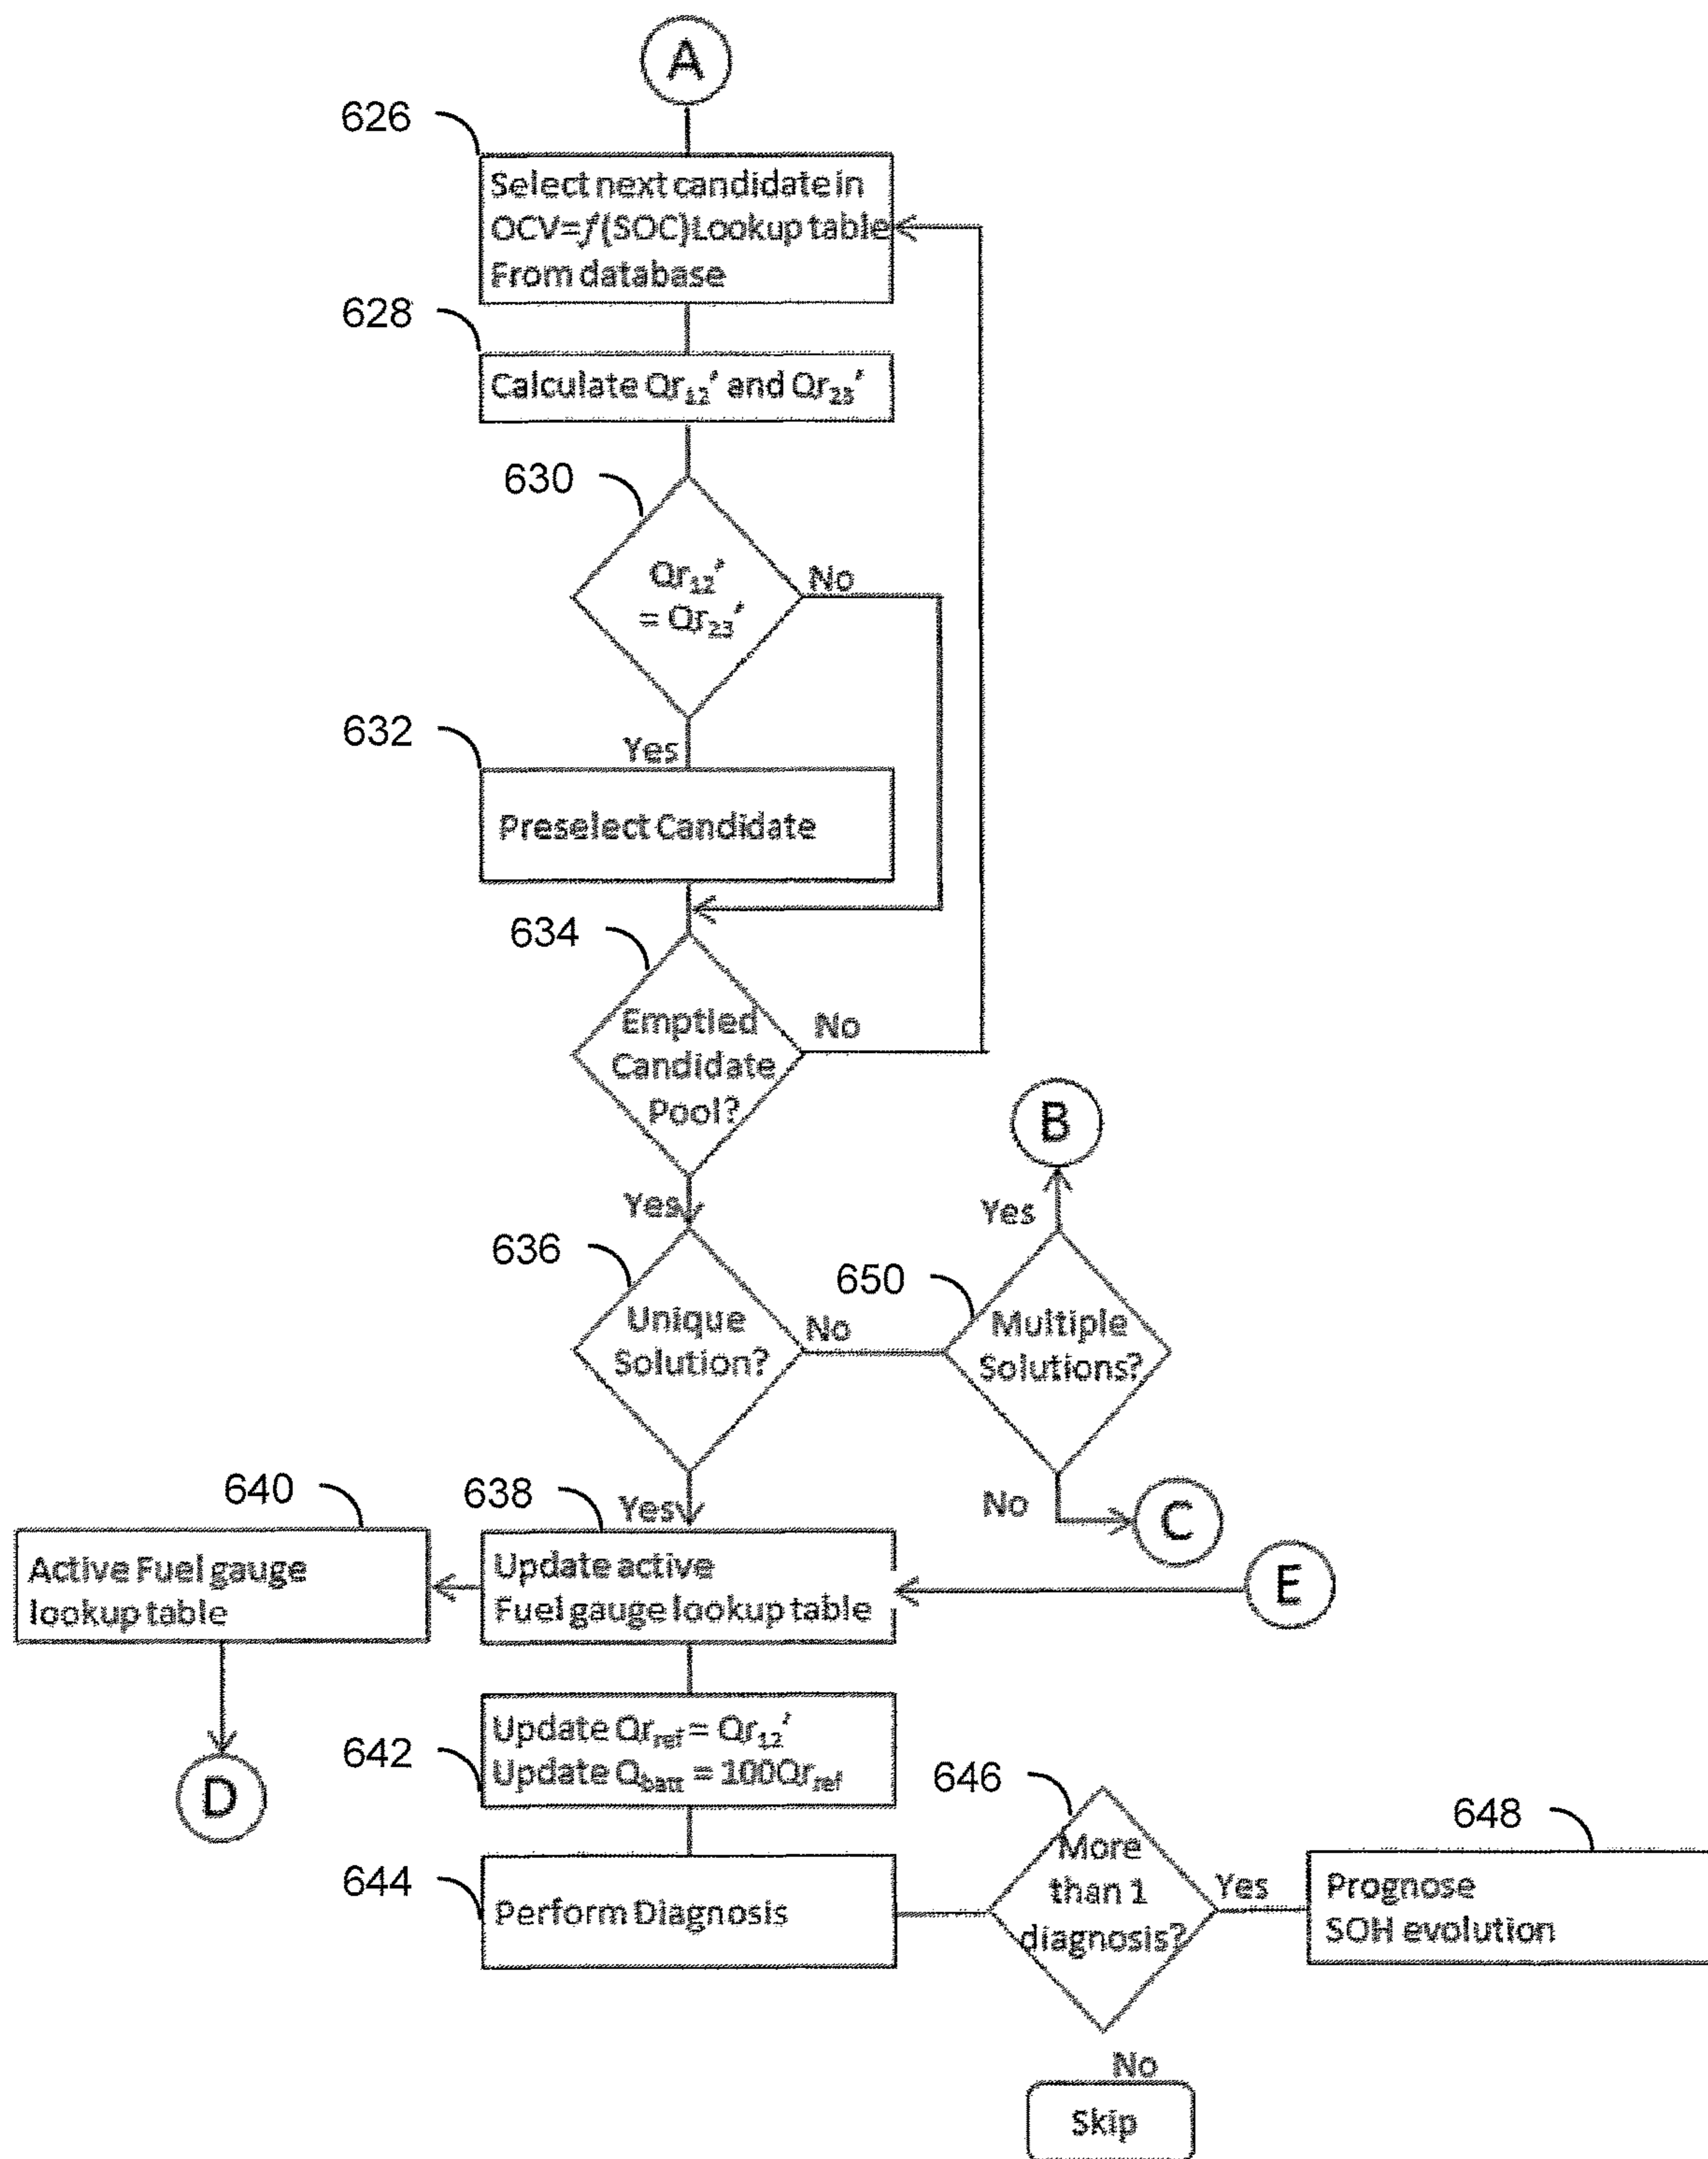 A
626
Select next candidate in
OCV=f(SOC) Lookup table
From database
628
Calculate Qr₁₂' and Qr₂₃'
630
Qr₁₂'
= Qr₂₃'
No
632
Yes
Preselect Candidate
634
Emptied
Candidate
Pool?
No
B
Yes
Yes
636
650
Unique
Solution?
No
Multiple
Solutions?
640
638
Yes
No
C
Active Fuel gauge
lookup table
Update active
Fuel gauge lookup table
E
642
Update Qr_ref = Qr₁₂'
Update Q_batt = 100Qr_ref
D
646
648
644
Perform Diagnosis
More
than 1
diagnosis?
Yes
Prognose
SOH evolution
No
Skip